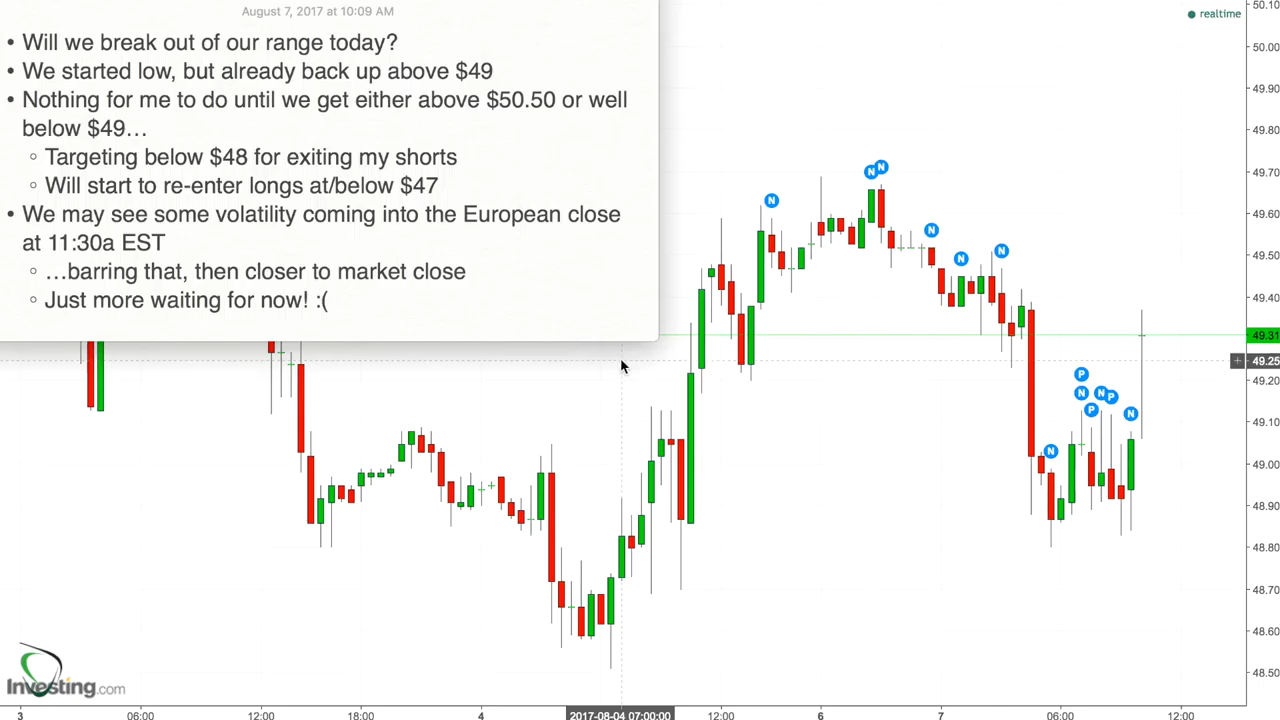 August 7, 2017 at 10:09 AM
• Will we break out of our range today?
• We started low, but already back up above $49
• Nothing for me to do until we get either above $50.50 or well
below $49…
◦ Targeting below $48 for exiting my shorts
◦ Will start to re-enter longs at/below $47
• We may see some volatility coming into the European close
at 11:30a EST
◦ …barring that, then closer to market close
◦ Just more waiting for now! :(
realtime
50.10
50.00
49.90
49.80
49.70
49.60
49.50
49.40
49.31
49.25
49.20
49.10
49.00
48.90
48.80
48.70
48.60
48.50
N
N
N
N
N
N
P
N
N
P
P
N
N
Investing.com
3
06:00
12:00
18:00
4
2017-08-04 07:00:00
12:00
6
7
06:00
12:00